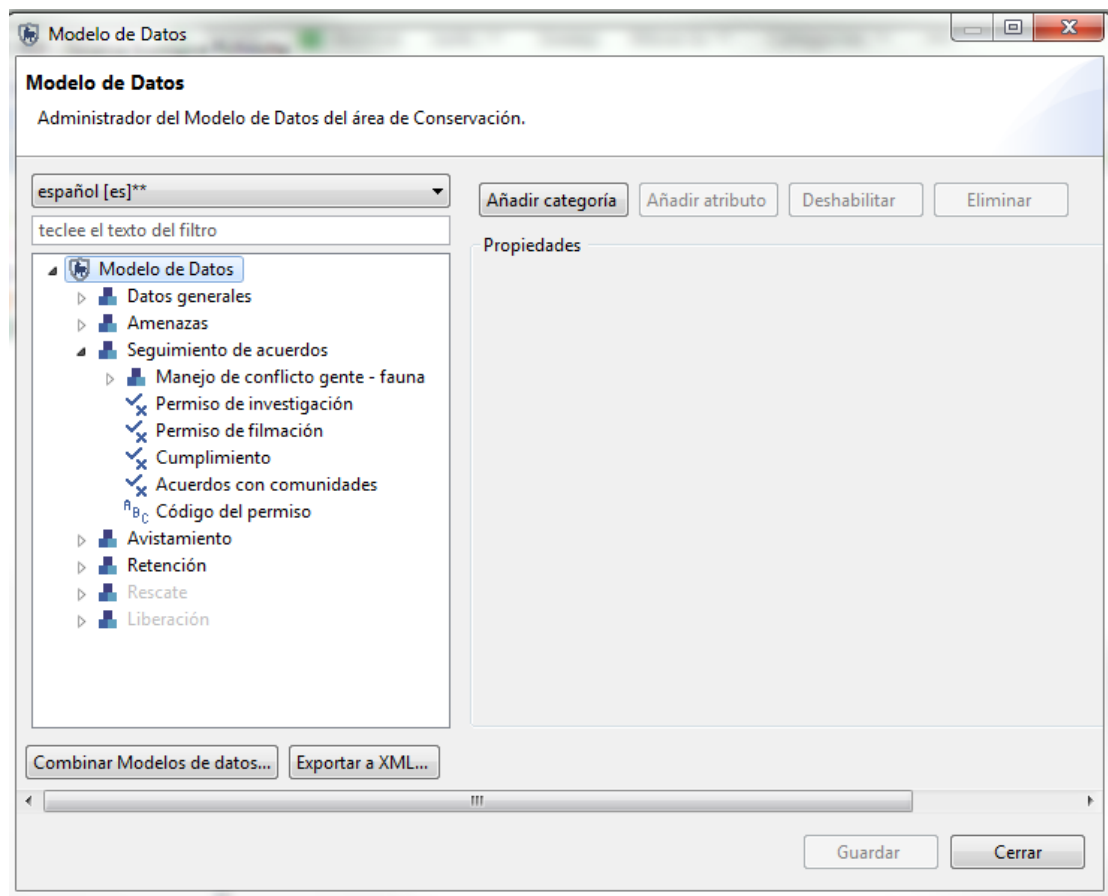 Modelo de Datos
Modelo de Datos
Administrador del Modelo de Datos del área de Conservación.
español [es]**
Añadir categoría Añadir atributo Deshabilitar Eliminar
teclee el texto del filtro
Propiedades
Modelo de Datos
Datos generales
Amenazas
Seguimiento de acuerdos
Manejo de conflicto gente - fauna
Permiso de investigación
Permiso de filmación
Cumplimiento
Acuerdos con comunidades
ABC Código del permiso
Avistamiento
Retención
Rescate
Liberación
Combinar Modelos de datos... Exportar a XML...
Guardar Cerrar